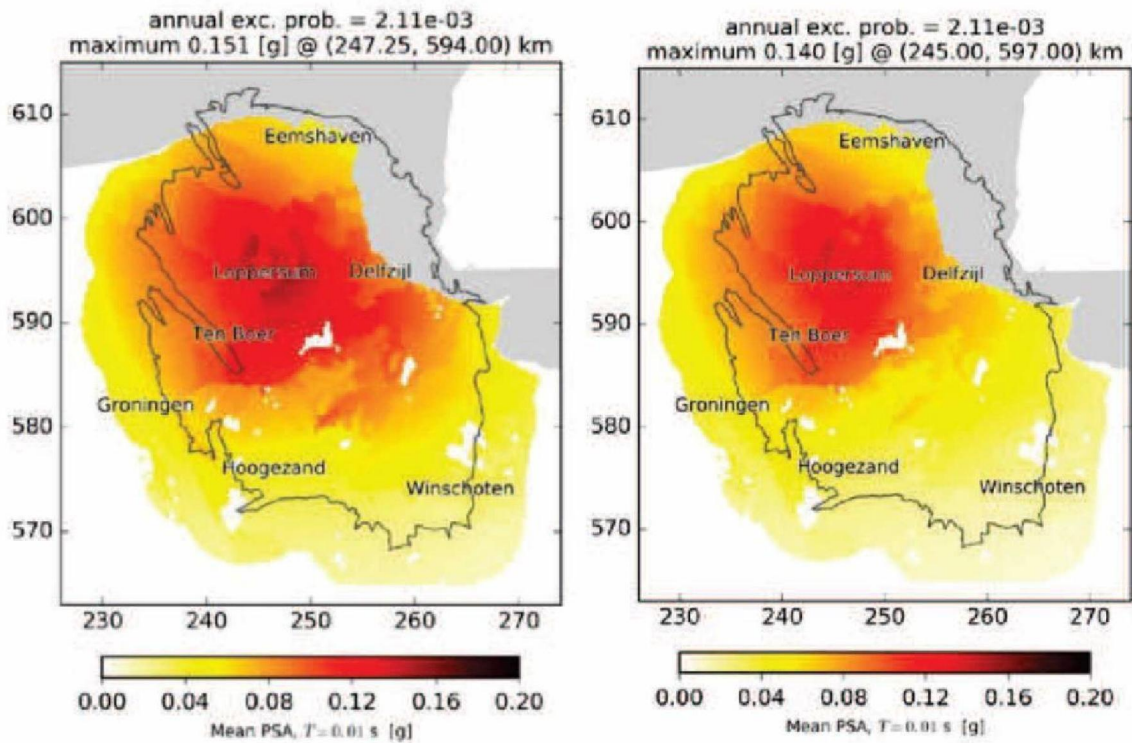 annual exc. prob. = 2.11e-03
maximum 0.151 [g] @ (247.25, 594.00) km
610
600
590
580
570
Eemshaven
Loppersum
Delfzijl
Ten Boer
Groningen
Hoogezand
Winschoten
230 240 250 260 270
0.00 0.04 0.08 0.12 0.16 0.20
Mean PSA, T=0.01 s [g]
annual exc. prob. = 2.11e-03
maximum 0.140 [g] @ (245.00, 597.00) km
610
600
590
580
570
Eemshaven
Loppersum
Delfzijl
Ten Boer
Groningen
Hoogezand
Winschoten
230 240 250 260 270
0.00 0.04 0.08 0.12 0.16 0.20
Mean PSA, T=0.01 s [g]